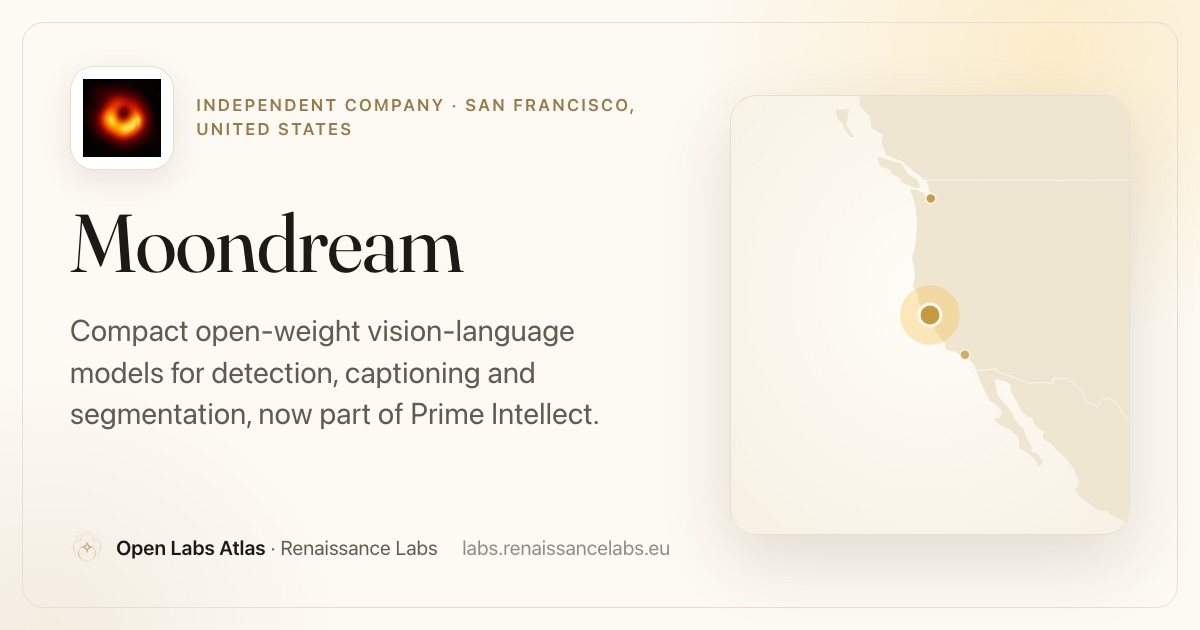 INDEPENDENT COMPANY · SAN FRANCISCO,
UNITED STATES
Moondream
Compact open-weight vision-language
models for detection, captioning and
segmentation, now part of Prime Intellect.
Open Labs Atlas · Renaissance Labs labs.renaissancelabs.eu